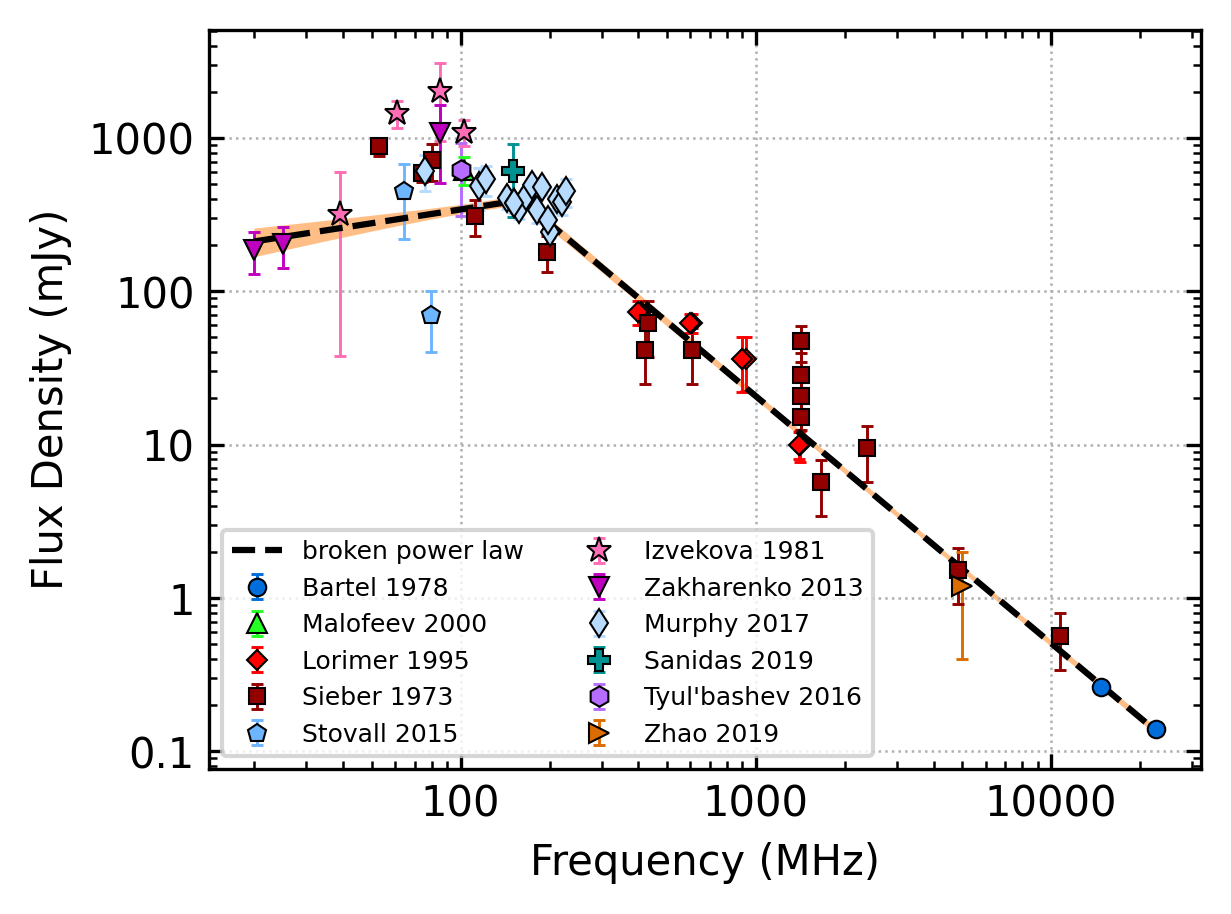 Flux Density (mJy)
1000
100
10
1
0.1
broken power law
Bartel 1978
Malofeev 2000
Lorimer 1995
Sieber 1973
Stovall 2015
Izvekova 1981
Zakharenko 2013
Murphy 2017
Sanidas 2019
Tyul'bashev 2016
Zhao 2019
100 1000 10000
Frequency (MHz)